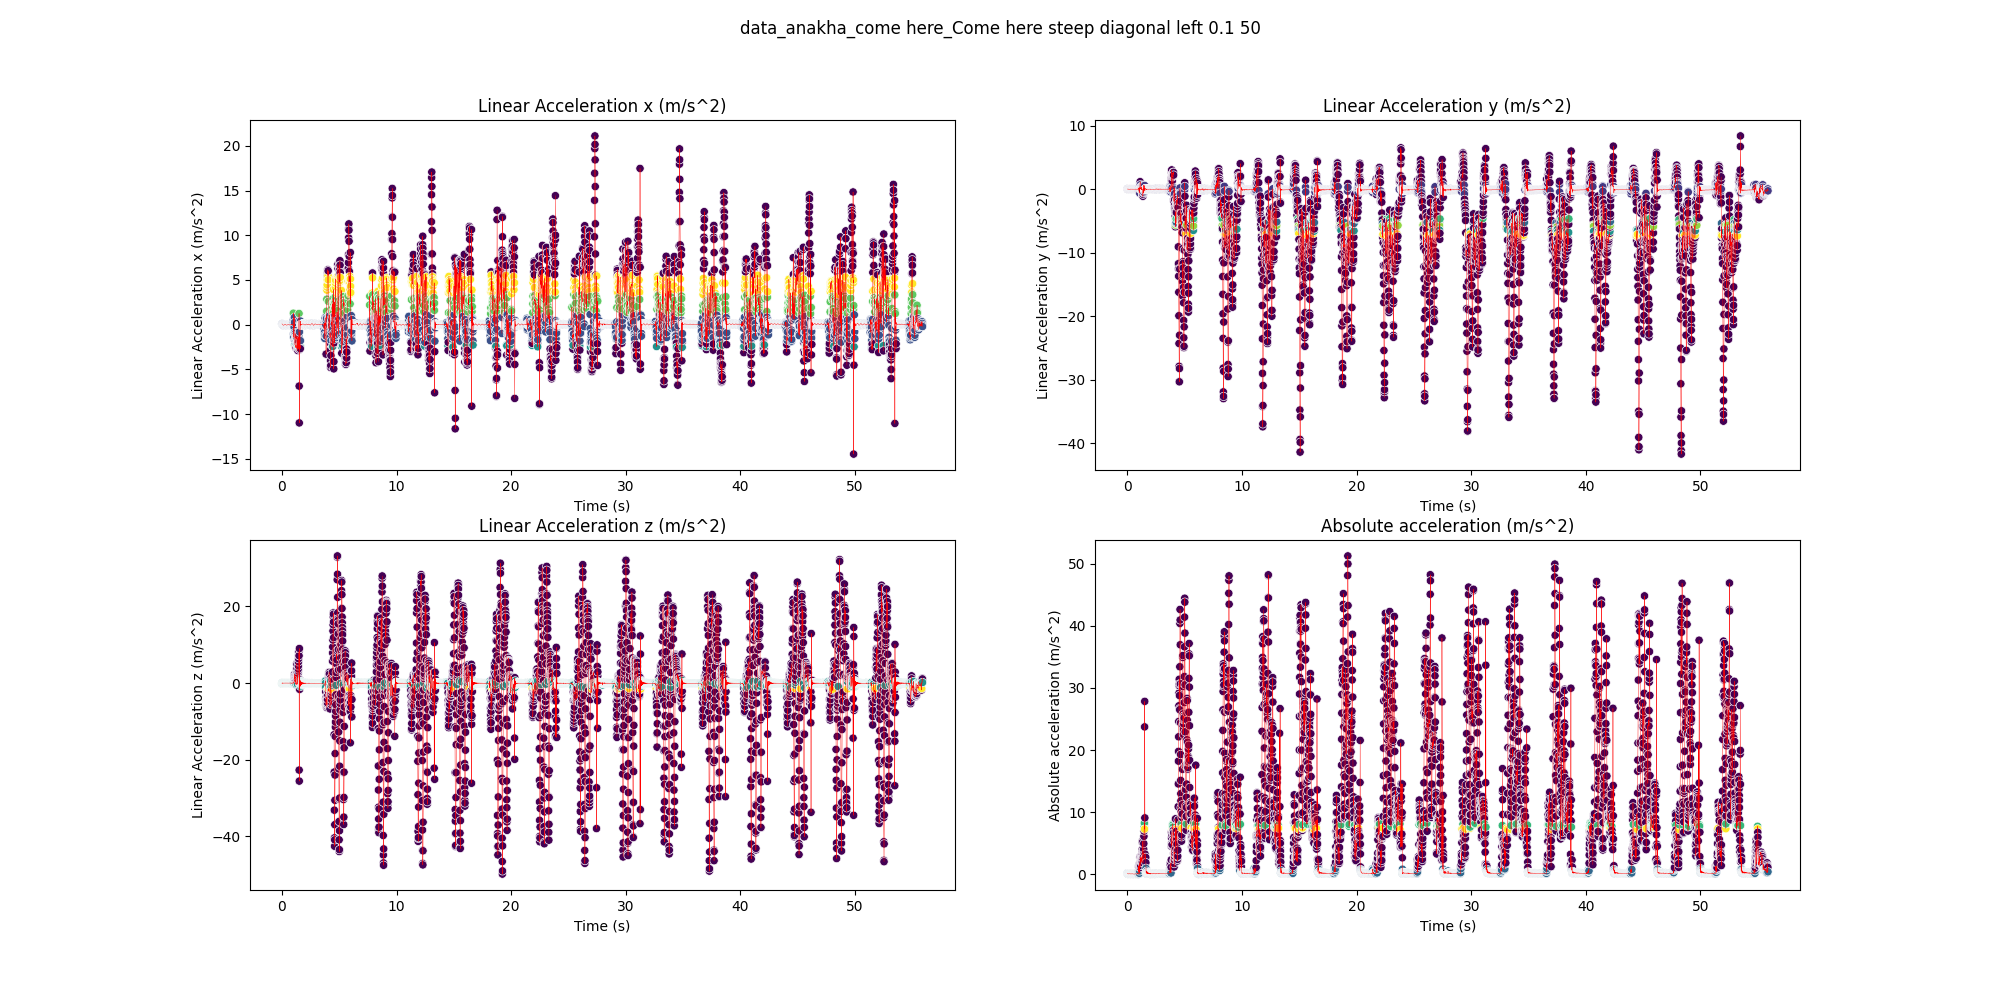 data_anakha_come here_Come here steep diagonal left 0.1 50
Linear Acceleration x (m/s^2)
Linear Acceleration x (m/s^2)
20
15
10
5
0
−5
−10
−15
0 10 20 30 40 50
Time (s)
Linear Acceleration y (m/s^2)
Linear Acceleration y (m/s^2)
10
0
−10
−20
−30
−40
0 10 20 30 40 50
Time (s)
Linear Acceleration z (m/s^2)
Linear Acceleration z (m/s^2)
20
0
−20
−40
0 10 20 30 40 50
Time (s)
Absolute acceleration (m/s^2)
Absolute acceleration (m/s^2)
50
40
30
20
10
0
0 10 20 30 40 50
Time (s)